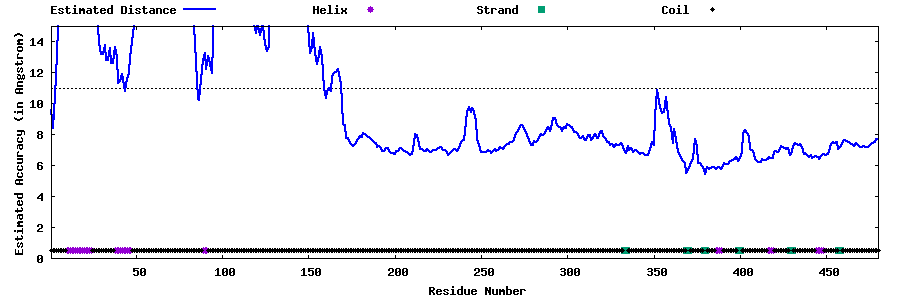 Estimated Distance Helix Strand Coil
Estimated Accuracy (in Angstrom)
14
12
10
8
6
4
2
0
50 100 150 200 250 300 350 400 450
Residue Number